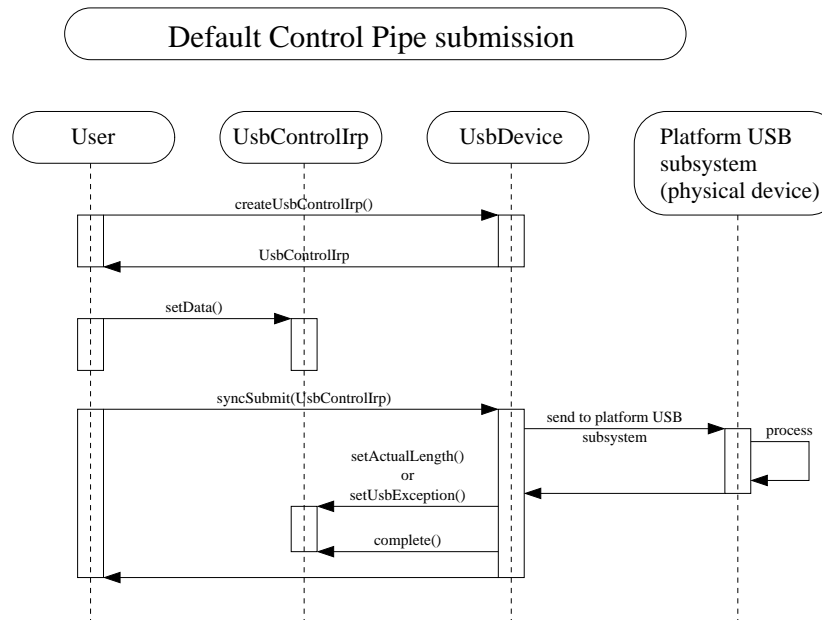 Default Control Pipe submission
User
UsbControlIrp
UsbDevice
Platform USB
subsystem
(physical device)
createUsbControlIrp()
UsbControlIrp
setData()
syncSubmit(UsbControlIrp)
send to platform USB
subsystem
process
setActualLength()
or
setUsbException()
complete()